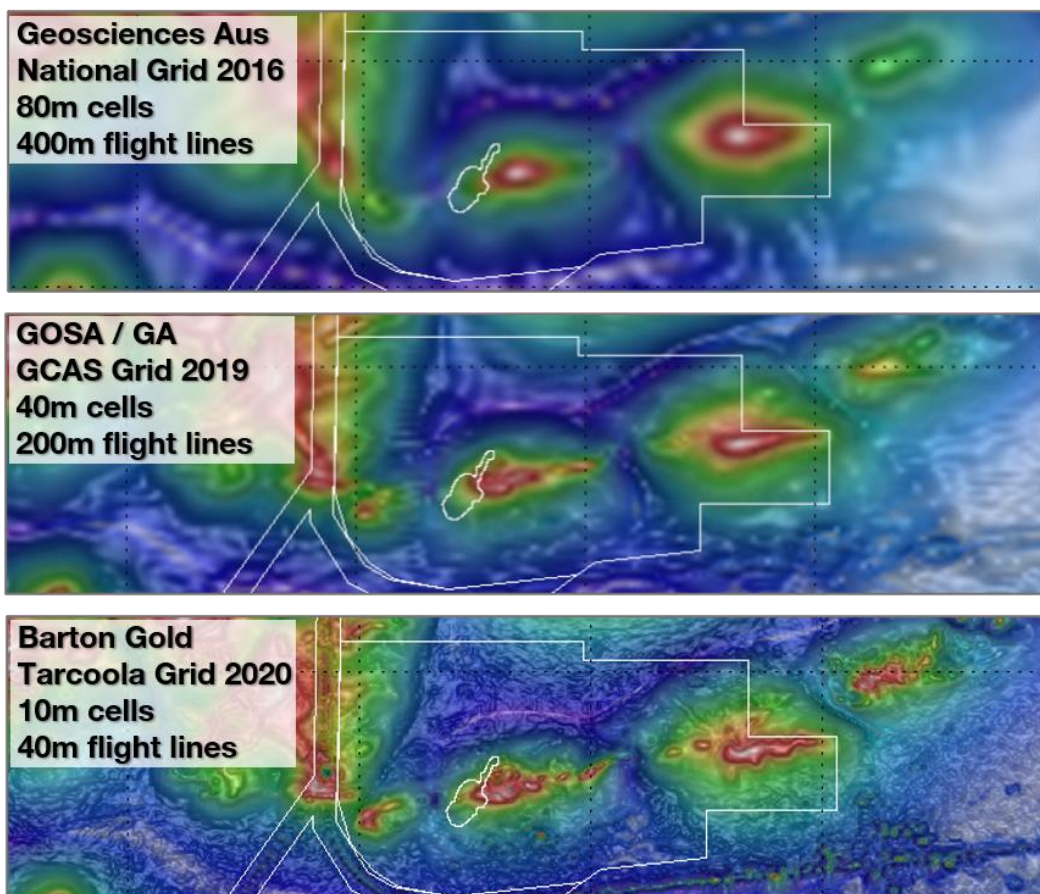 Geosciences Aus
National Grid 2016
80m cells
400m flight lines
GOSA / GA
GCAS Grid 2019
40m cells
200m flight lines
Barton Gold
Tarcoola Grid 2020
10m cells
40m flight lines